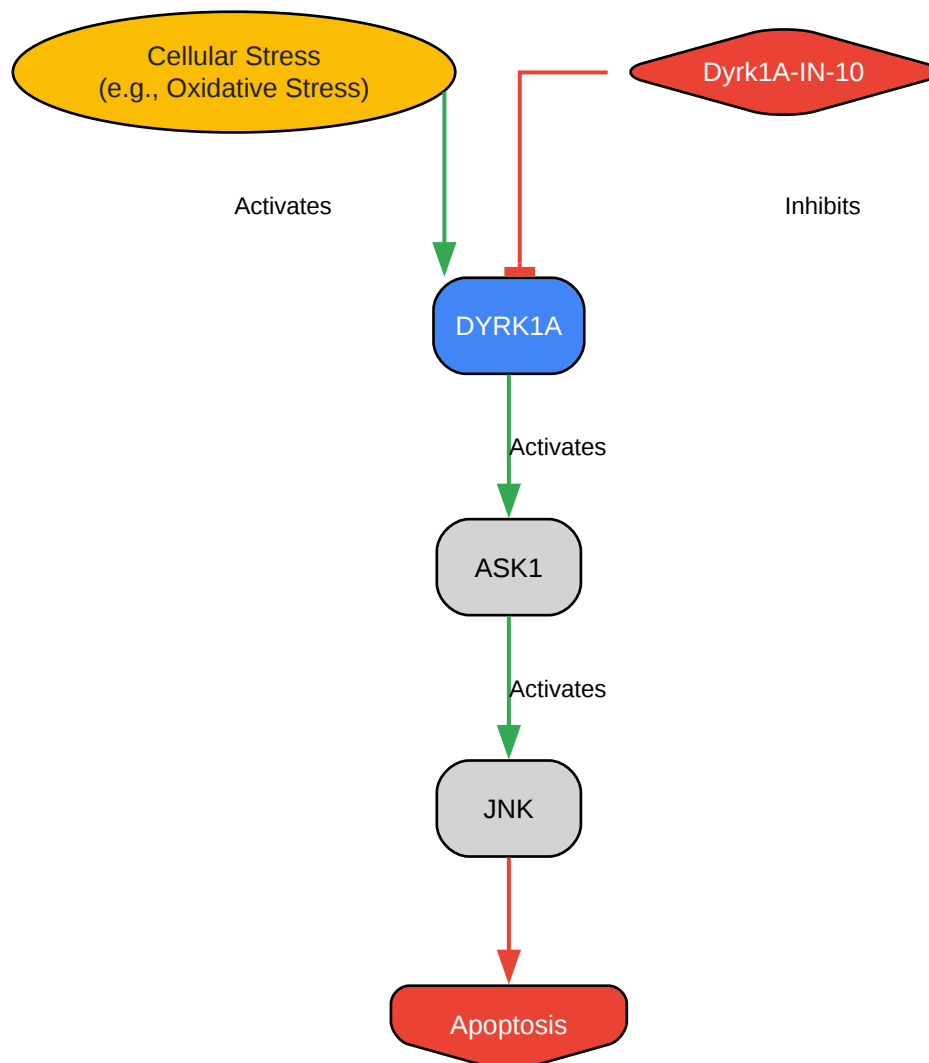 Cellular Stress
(e.g., Oxidative Stress)
Dyrk1A-IN-10
Activates
Inhibits
DYRK1A
Activates
ASK1
Activates
JNK
Apoptosis